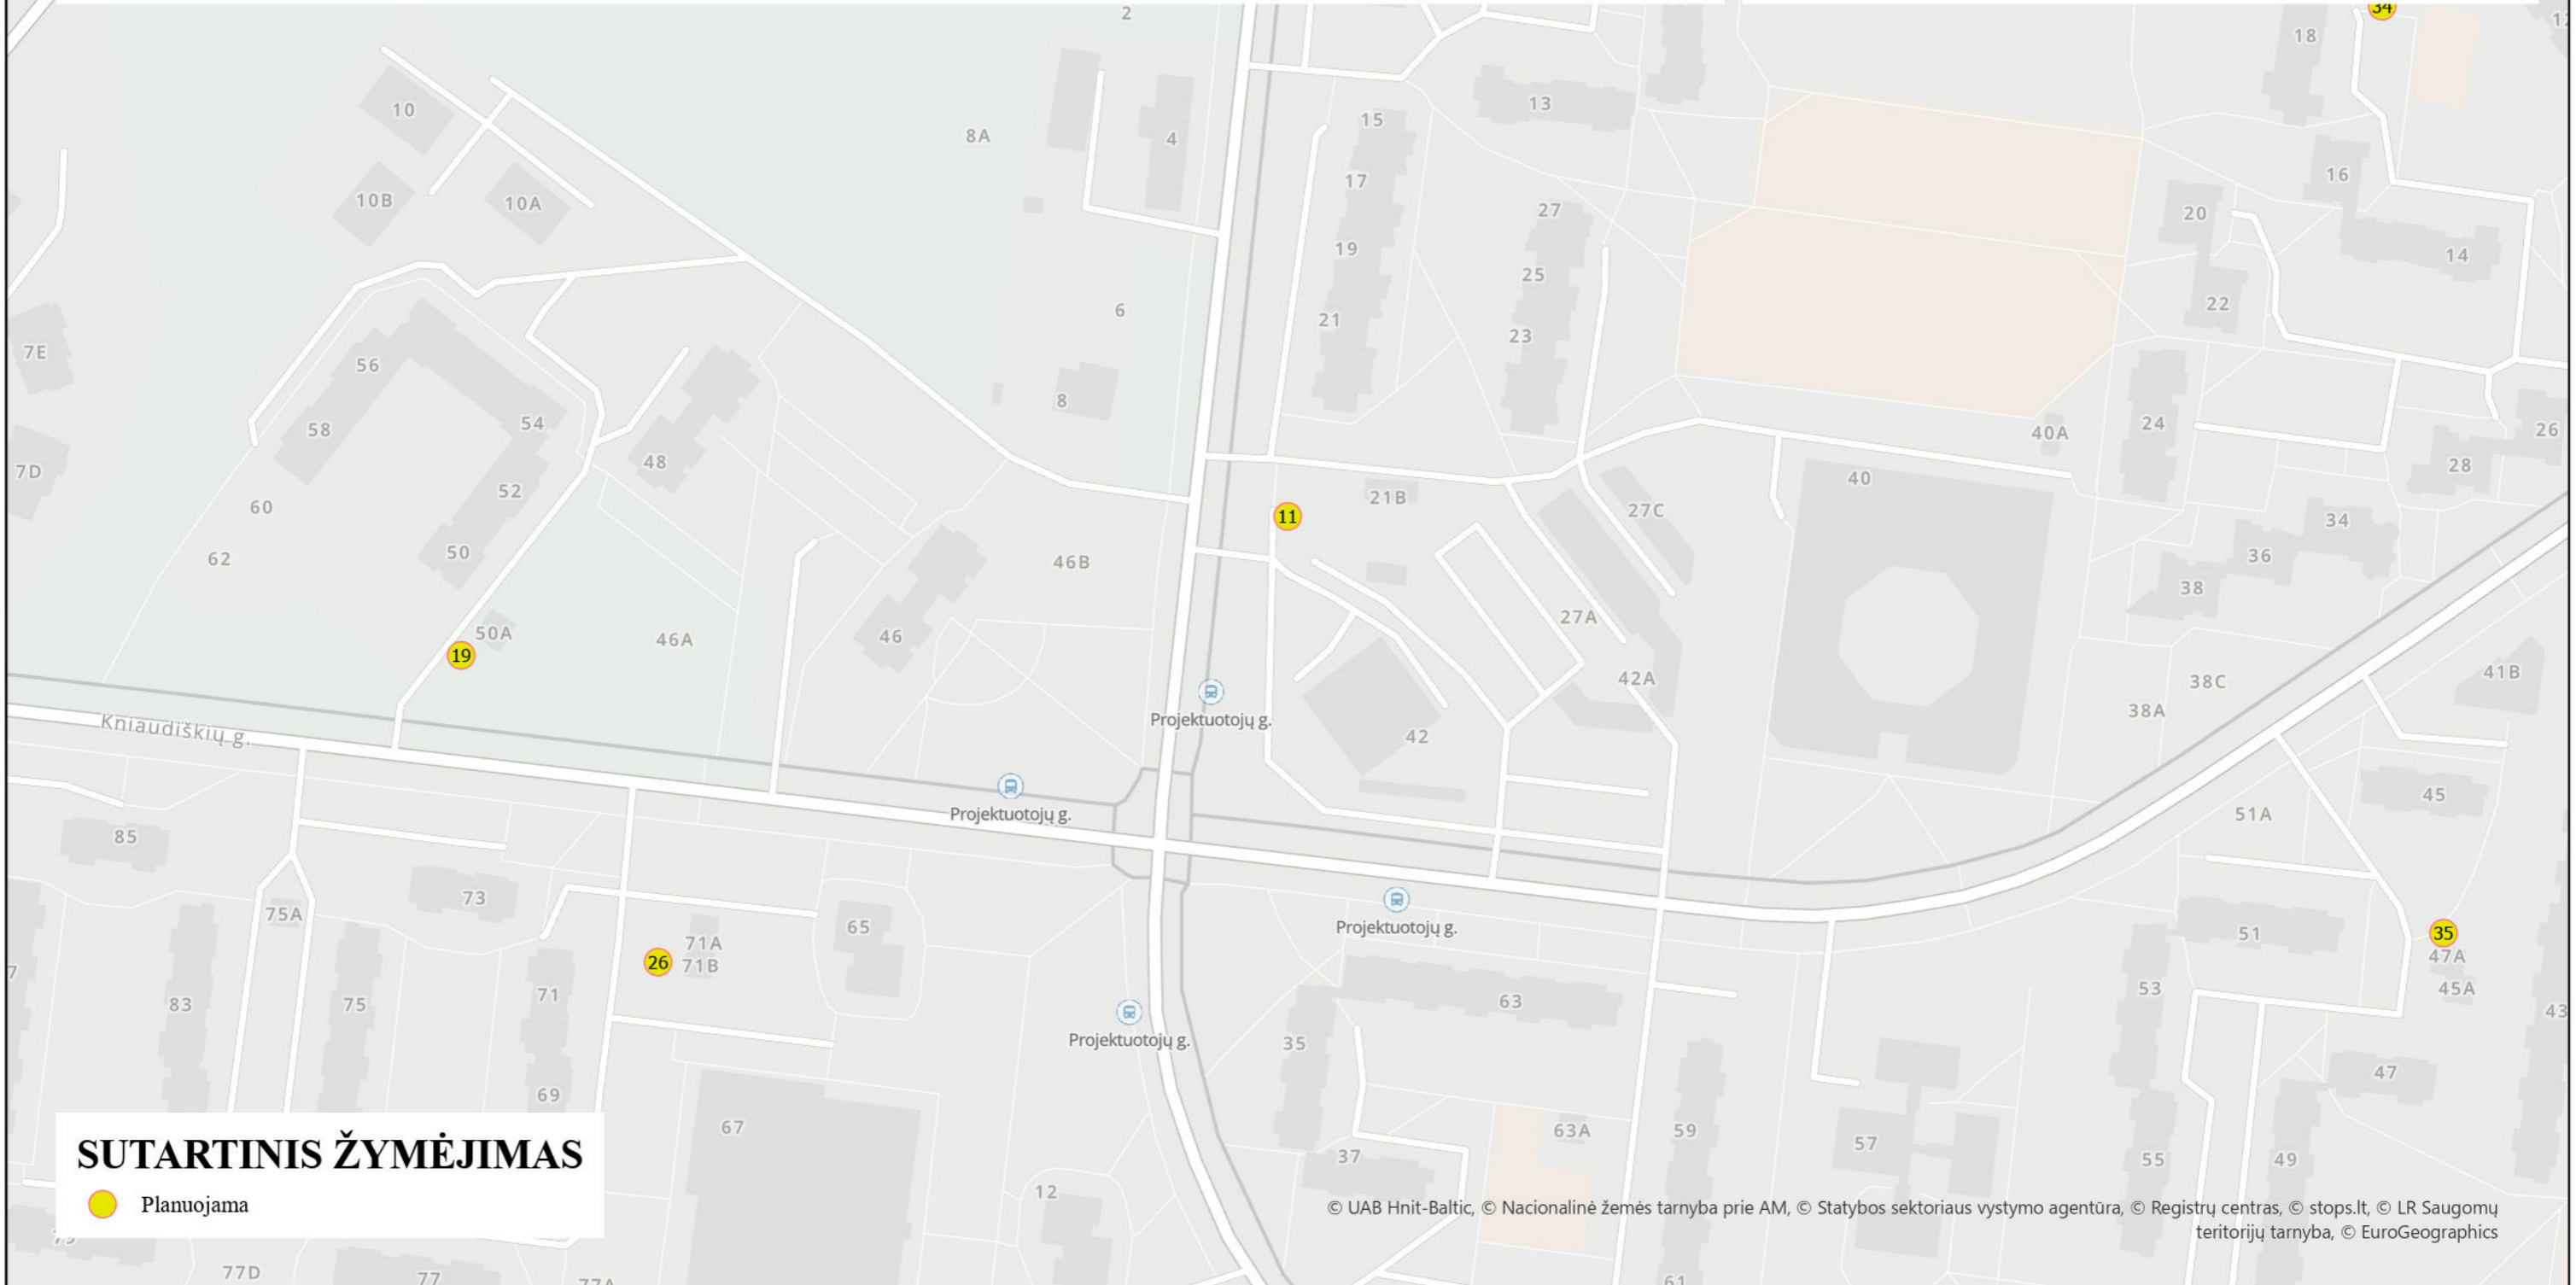 2
34
18
10
8A
4
15
13
17
16
10B
10A
27
20
19
14
25
6
22
21
23
7E
56
8
54
58
24
40A
26
48
7D
28
40
52
21B
60
11
27C
34
50
62
46B
36
38
50A
46A
46
27A
19
42A
38C
41B
38A
Projektuotojų g.
Kniaudiškių g.
42
45
Projektuotojų g.
51A
85
73
75A
65
Projektuotojų g.
51
35
71A
26
71B
47A
45A
7
83
75
71
63
53
43
Projektuotojų g.
35
47
69
67
63A
59
57
SUTARTINIS ŽYMĖJIMAS
37
55
49
12
Planuojama
© UAB Hnit-Baltic, © Nacionalinė žemės tarnyba prie AM, © Statybos sektoriaus vystymo agentūra, © Registrų centras, © stops.lt, © LR Saugomų
teritorijų tarnyba, © EuroGeographics
77D
77
77A
61